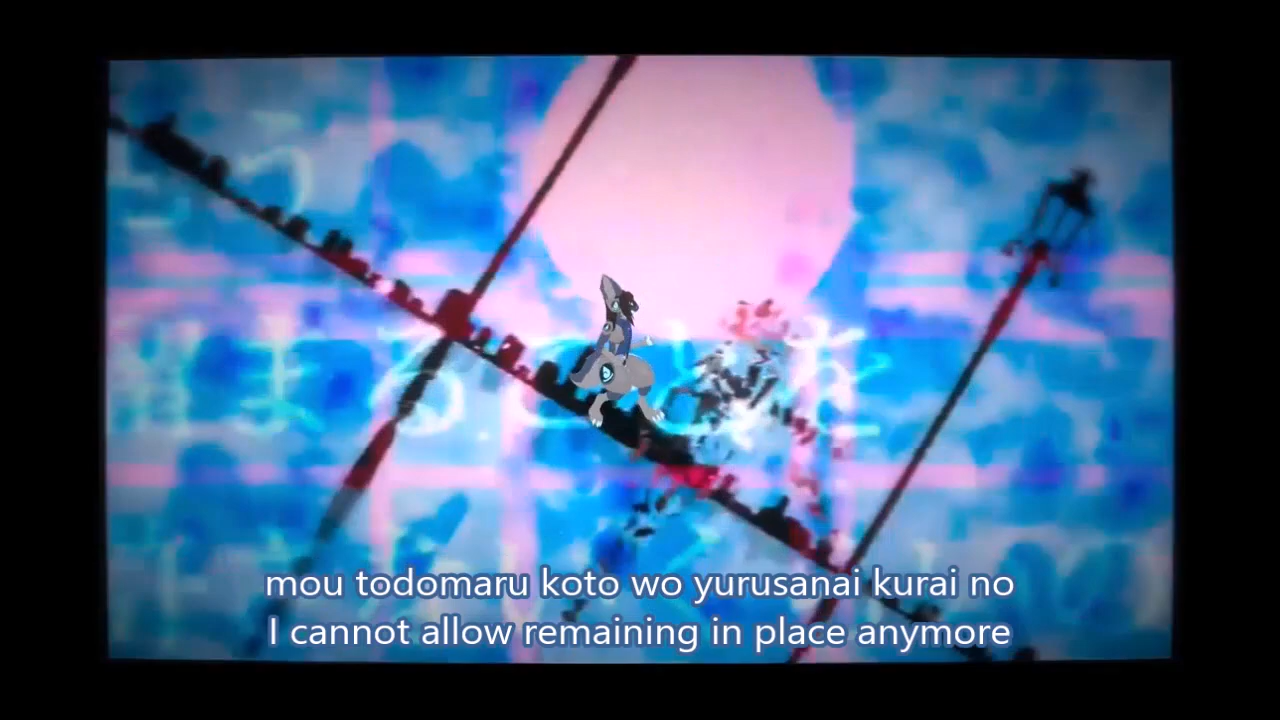 mou todomaru koto wo yurusanai kurai no
I cannot allow remaining in place anymore